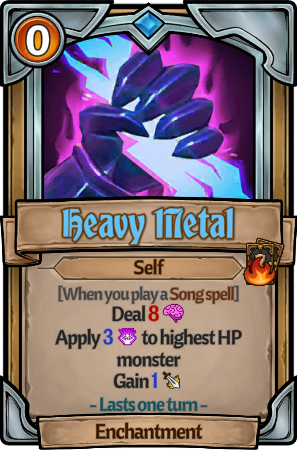 0
Heavy Metal
Self
[When you play a Song spell]
Deal 8
Apply 3 to highest HP
monster
Gain 1
- Lasts one turn -
Enchantment